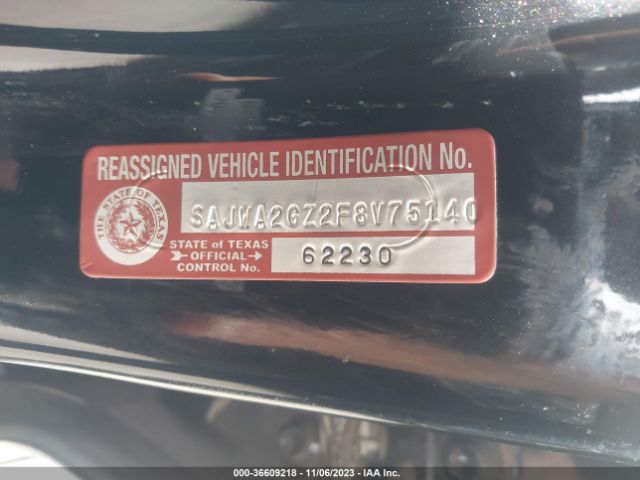 REASSIGNED VEHICLE IDENTIFICATION No.
THE STATE OF TEXAS
SAJWA2GZ2F8V75140
STATE of TEXAS
OFFICIAL
CONTROL No.
62230
000-36609218 - 11/06/2023 - IAA Inc.